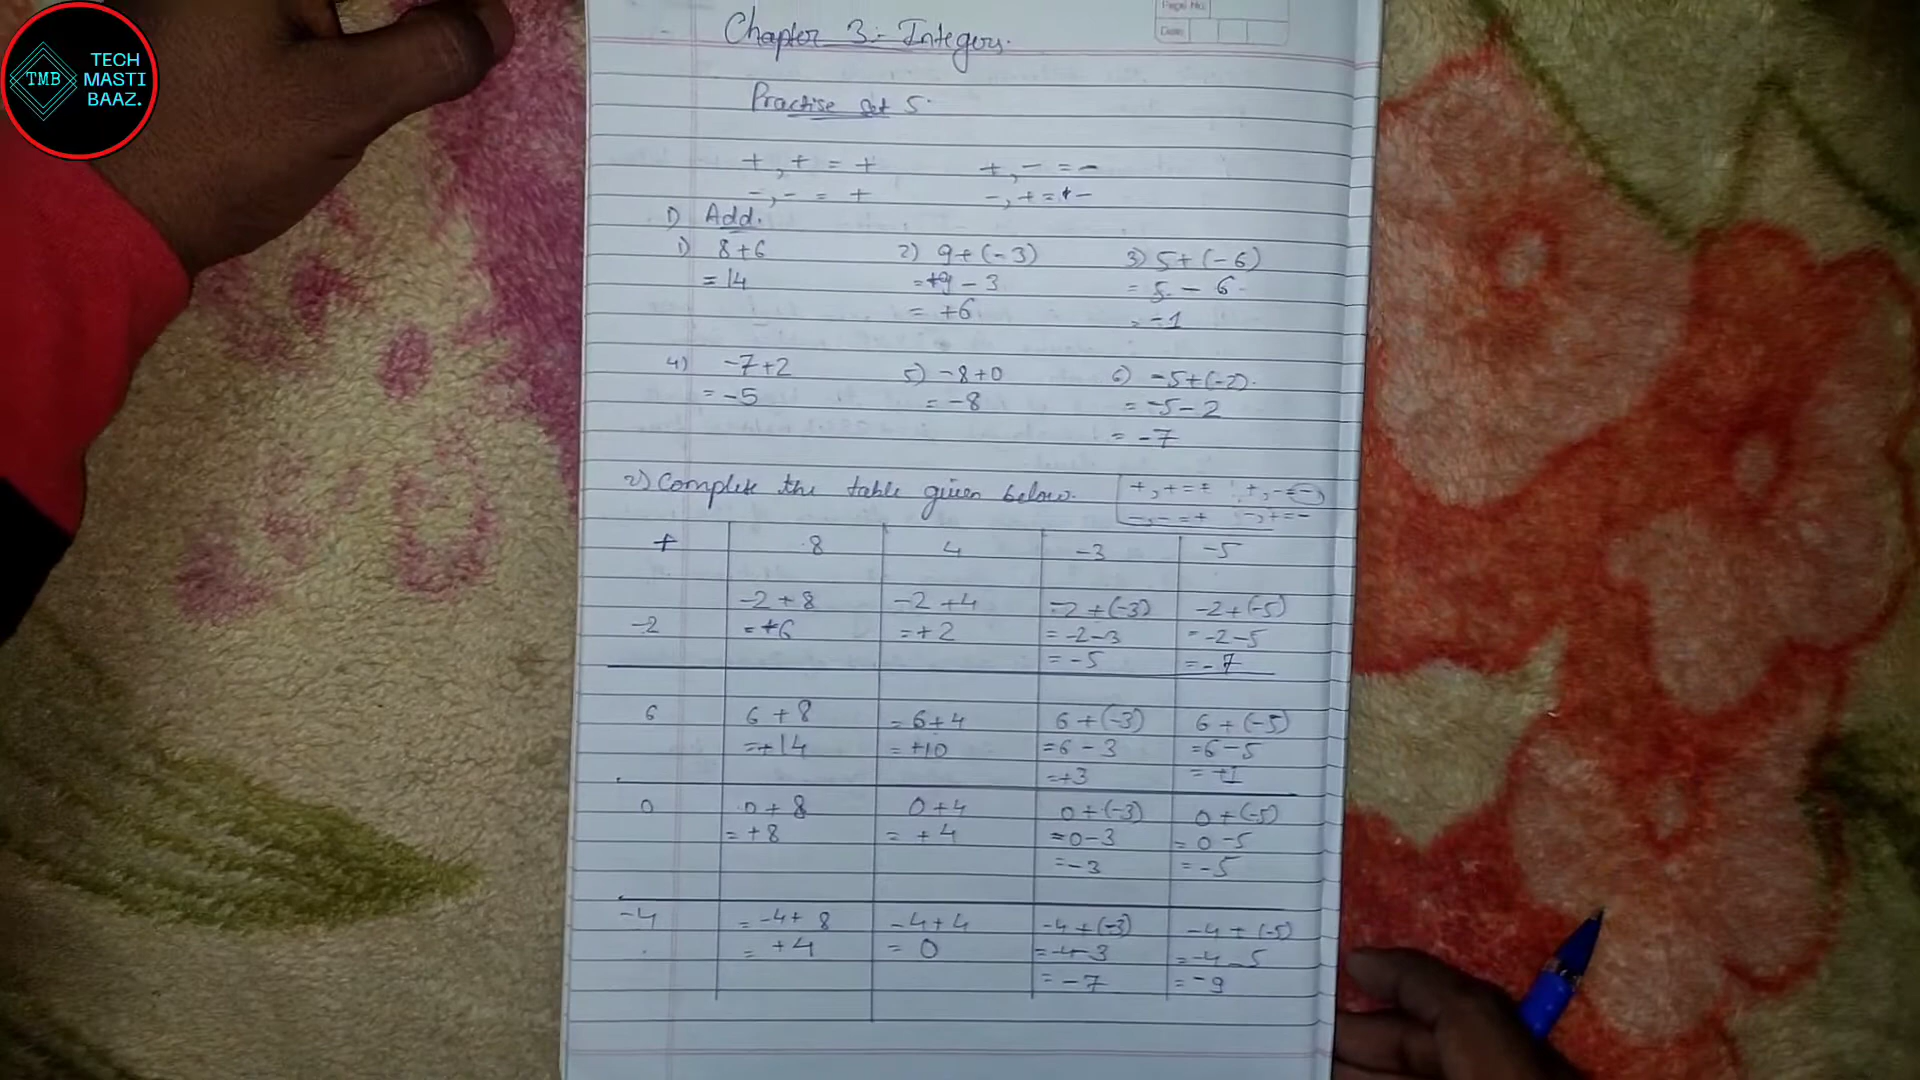 TECH
MASTI
BAAZ.
TMB
Page No.
Date
Chapter 3:- Integers.
Practise set 5.
+ , + = +    + , - = -
- , - = +    - , + = -
1) Add.
1) 8+6    2) 9+(-3)    3) 5+(-6)
= 14    = +9 - 3    = 5 - 6
= +6    = -1
4) -7+2    5) -8+0    6) -5+(-2).
= -5    = -8    = -5-2
= -7
2) Complete the table given below.    +, + = +    +, - = -
-, - = +    -, + = -
+    8    4    -3    -5
-2 + 8    -2 + 4    -2 + (-3)    -2 + (-5)
-2    = +6    = +2    = -2-3    = -2-5
= -5    = -7
6    6 + 8    = 6+4    6 + (-3)    6 + (-5)
= +14    = +10    = 6 - 3    = 6 - 5
= +3    = +1
0    0 + 8    0+4    0 + (-3)    0 + (-5)
= +8    = +4    = 0-3    = 0-5
= -3    = -5
-4    = -4+ 8    -4+4    -4 + (-3)    -4 + (-5)
= +4    = 0    = -4-3    = -4-5
= -7    = -9